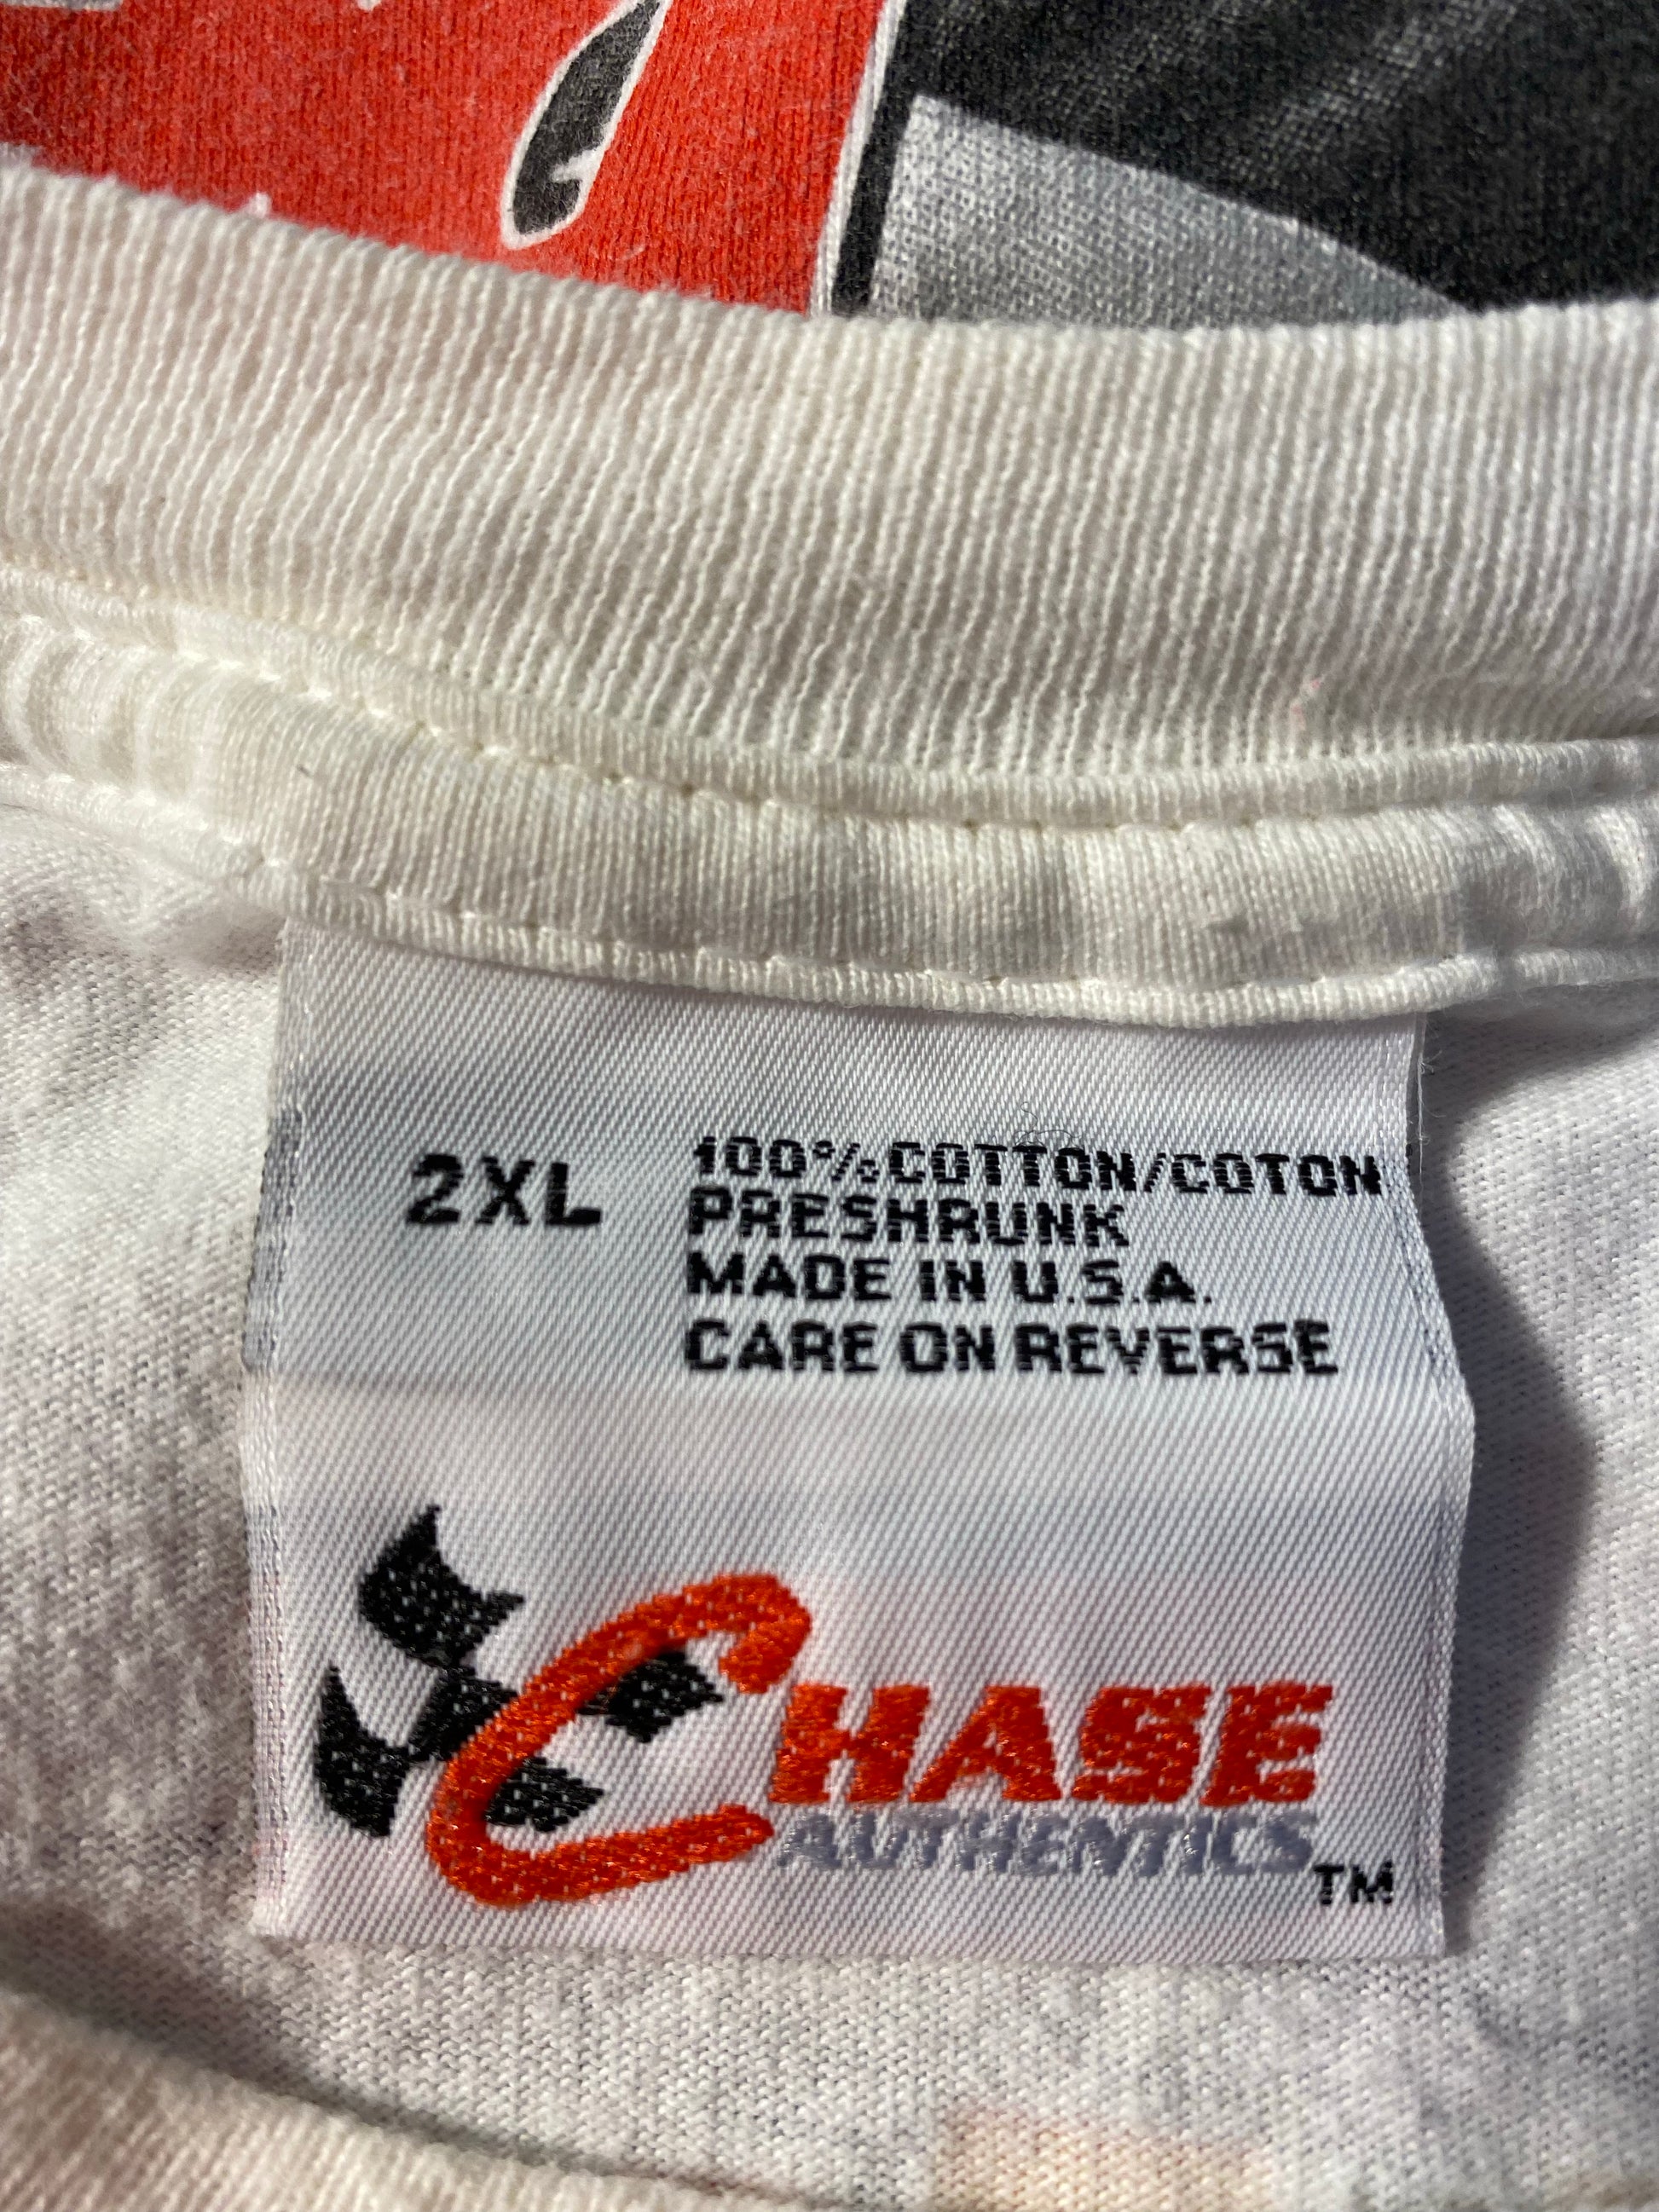 2XL
100%COTTON/COTON
PRESHRUNK
MADE IN U.S.A.
CARE ON REVERSE
CHASE
AUTHENTICS
TM